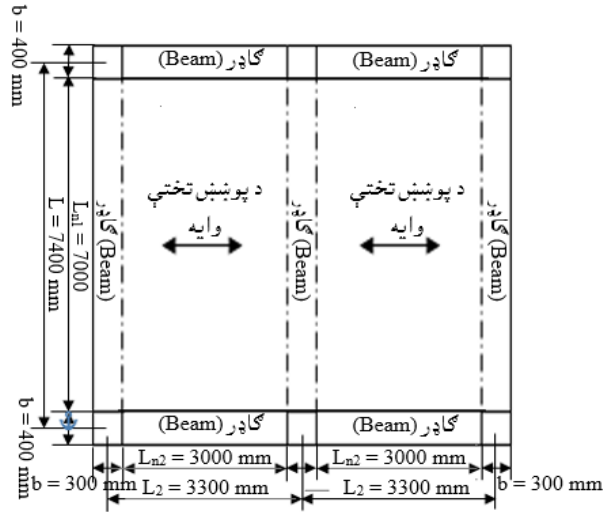 b = 400 mm
ګاډر (Beam)
ګاډر (Beam)
د پوښښ تختې
وایه
د پوښښ تختې
وایه
L = 7400 mm
Lₙ₁ = 7000
ګاډر (Beam)
ګاډر (Beam)
ګاډر (Beam)
ګاډر (Beam)
ګاډر (Beam)
b = 400 mm
Lₙ₂ = 3000 mm
Lₙ₂ = 3000 mm
b = 300 mm
L₂ = 3300 mm
L₂ = 3300 mm
b = 300 mm